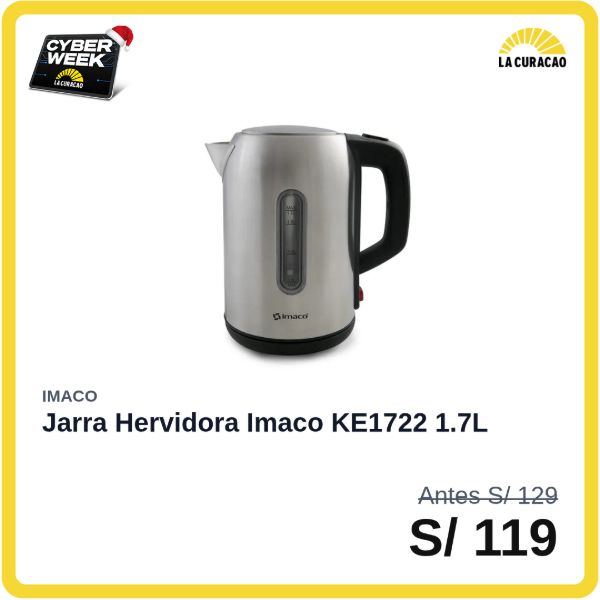 CYBER
WEEK
LA CURACAO
LA CURACAO
imaco
IMACO
Jarra Hervidora Imaco KE1722 1.7L
Antes S/ 129
S/ 119